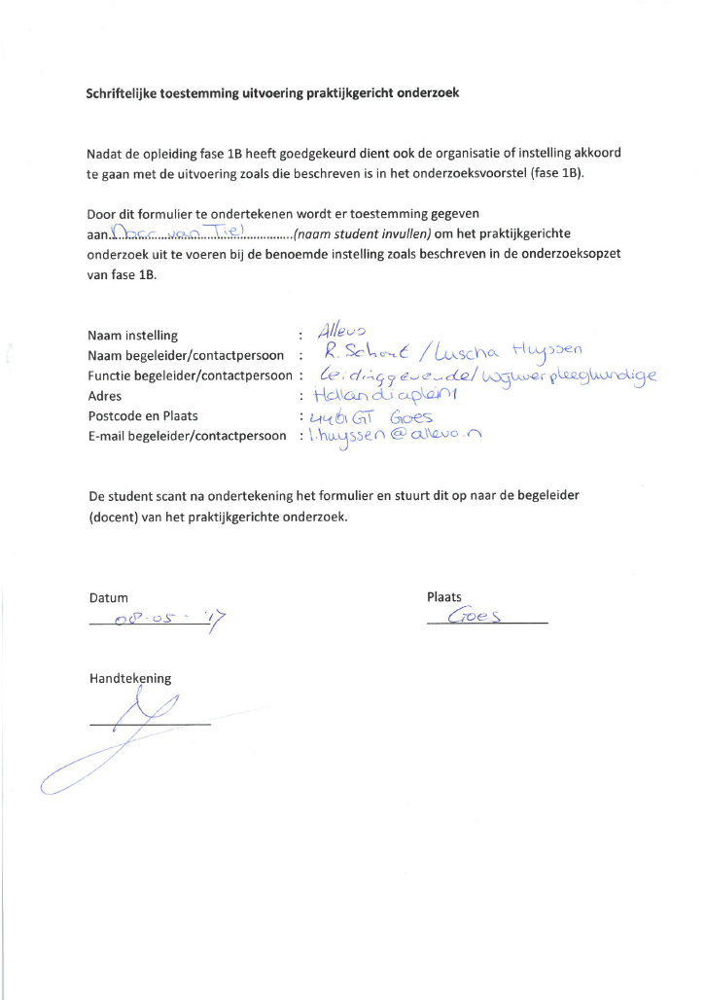 Schriftelijke toestemming uitvoering praktijkgericht onderzoek
Nadat de opleiding fase 1B heeft goedgekeurd dient ook de organisatie of instelling akkoord
te gaan met de uitvoering zoals die beschreven is in het onderzoeksvoorstel (fase 1B).
Door dit formulier te ondertekenen wordt er toestemming gegeven
aan van Tiel (naam student invullen) om het praktijkgerichte
onderzoek uit te voeren bij de benoemde instelling zoals beschreven in de onderzoeksopzet
van fase 1B.
Naam instelling : Allevo
Naam begeleider/contactpersoon : R. / Luscha Huyssen
Functie begeleider/contactpersoon : Leidinggevende/ wijkverpleegkundige
Adres : Hollandiaplein 1
Postcode en Plaats : 4461 GT Goes
E-mail begeleider/contactpersoon : l.huyssen@allevo.n
De student scant na ondertekening het formulier en stuurt dit op naar de begeleider
(docent) van het praktijkgerichte onderzoek.
Datum Plaats
08-05-'17 Goes
Handtekening